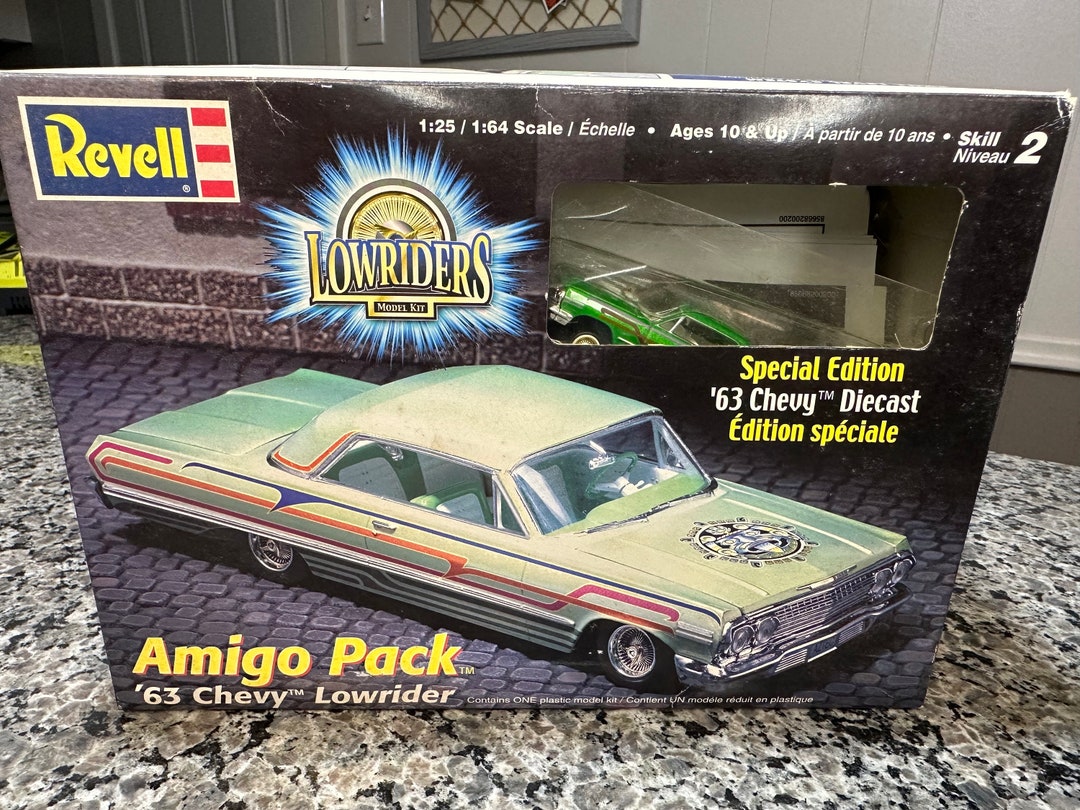 Revell®
1:25 / 1:64 Scale / Échelle • Ages 10 & Up / À partir de 10 ans • Skill
Niveau 2
LOWRIDERS
MODEL KIT
85668200200
Special Edition
'63 Chevy™ Diecast
Édition spéciale
Amigo Pack™
'63 Chevy™ Lowrider
Contains ONE plastic model kit / Contient UN modèle réduit en plastique